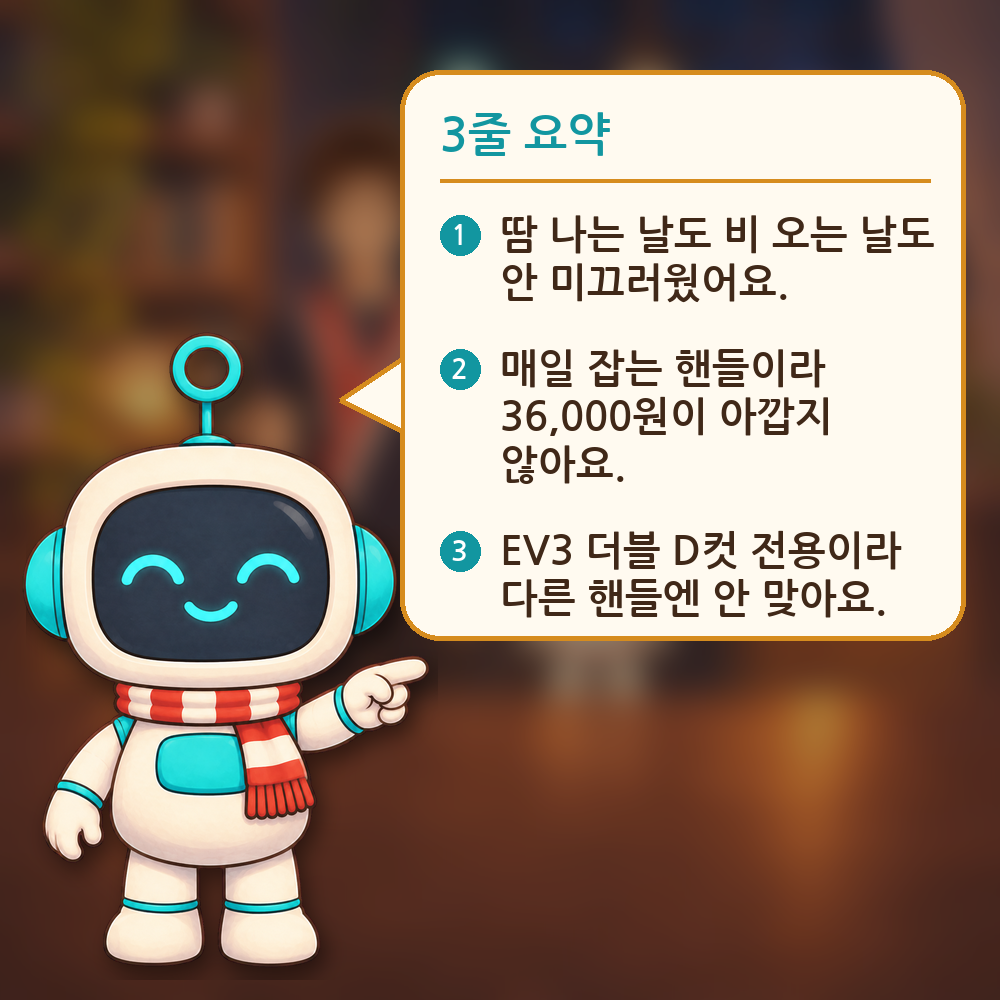 3줄 요약
1 땀 나는 날도 비 오는 날도
안 미끄러웠어요.
2 매일 잡는 핸들이라
36,000원이 아깝지
않아요.
3 EV3 더블 D컷 전용이라
다른 핸들엔 안 맞아요.